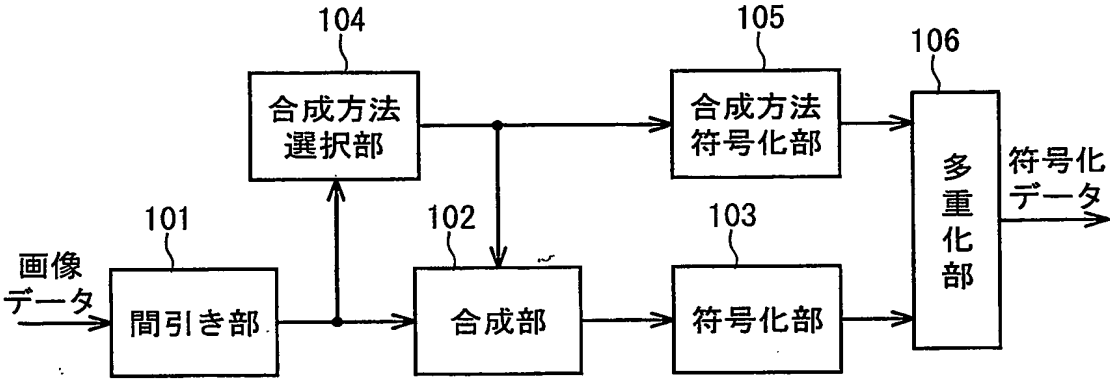 104
合成方法
選択部
105
合成方法
符号化部
106
多重化部
符号化
データ
画像
データ
101
間引き部
102
合成部
103
符号化部